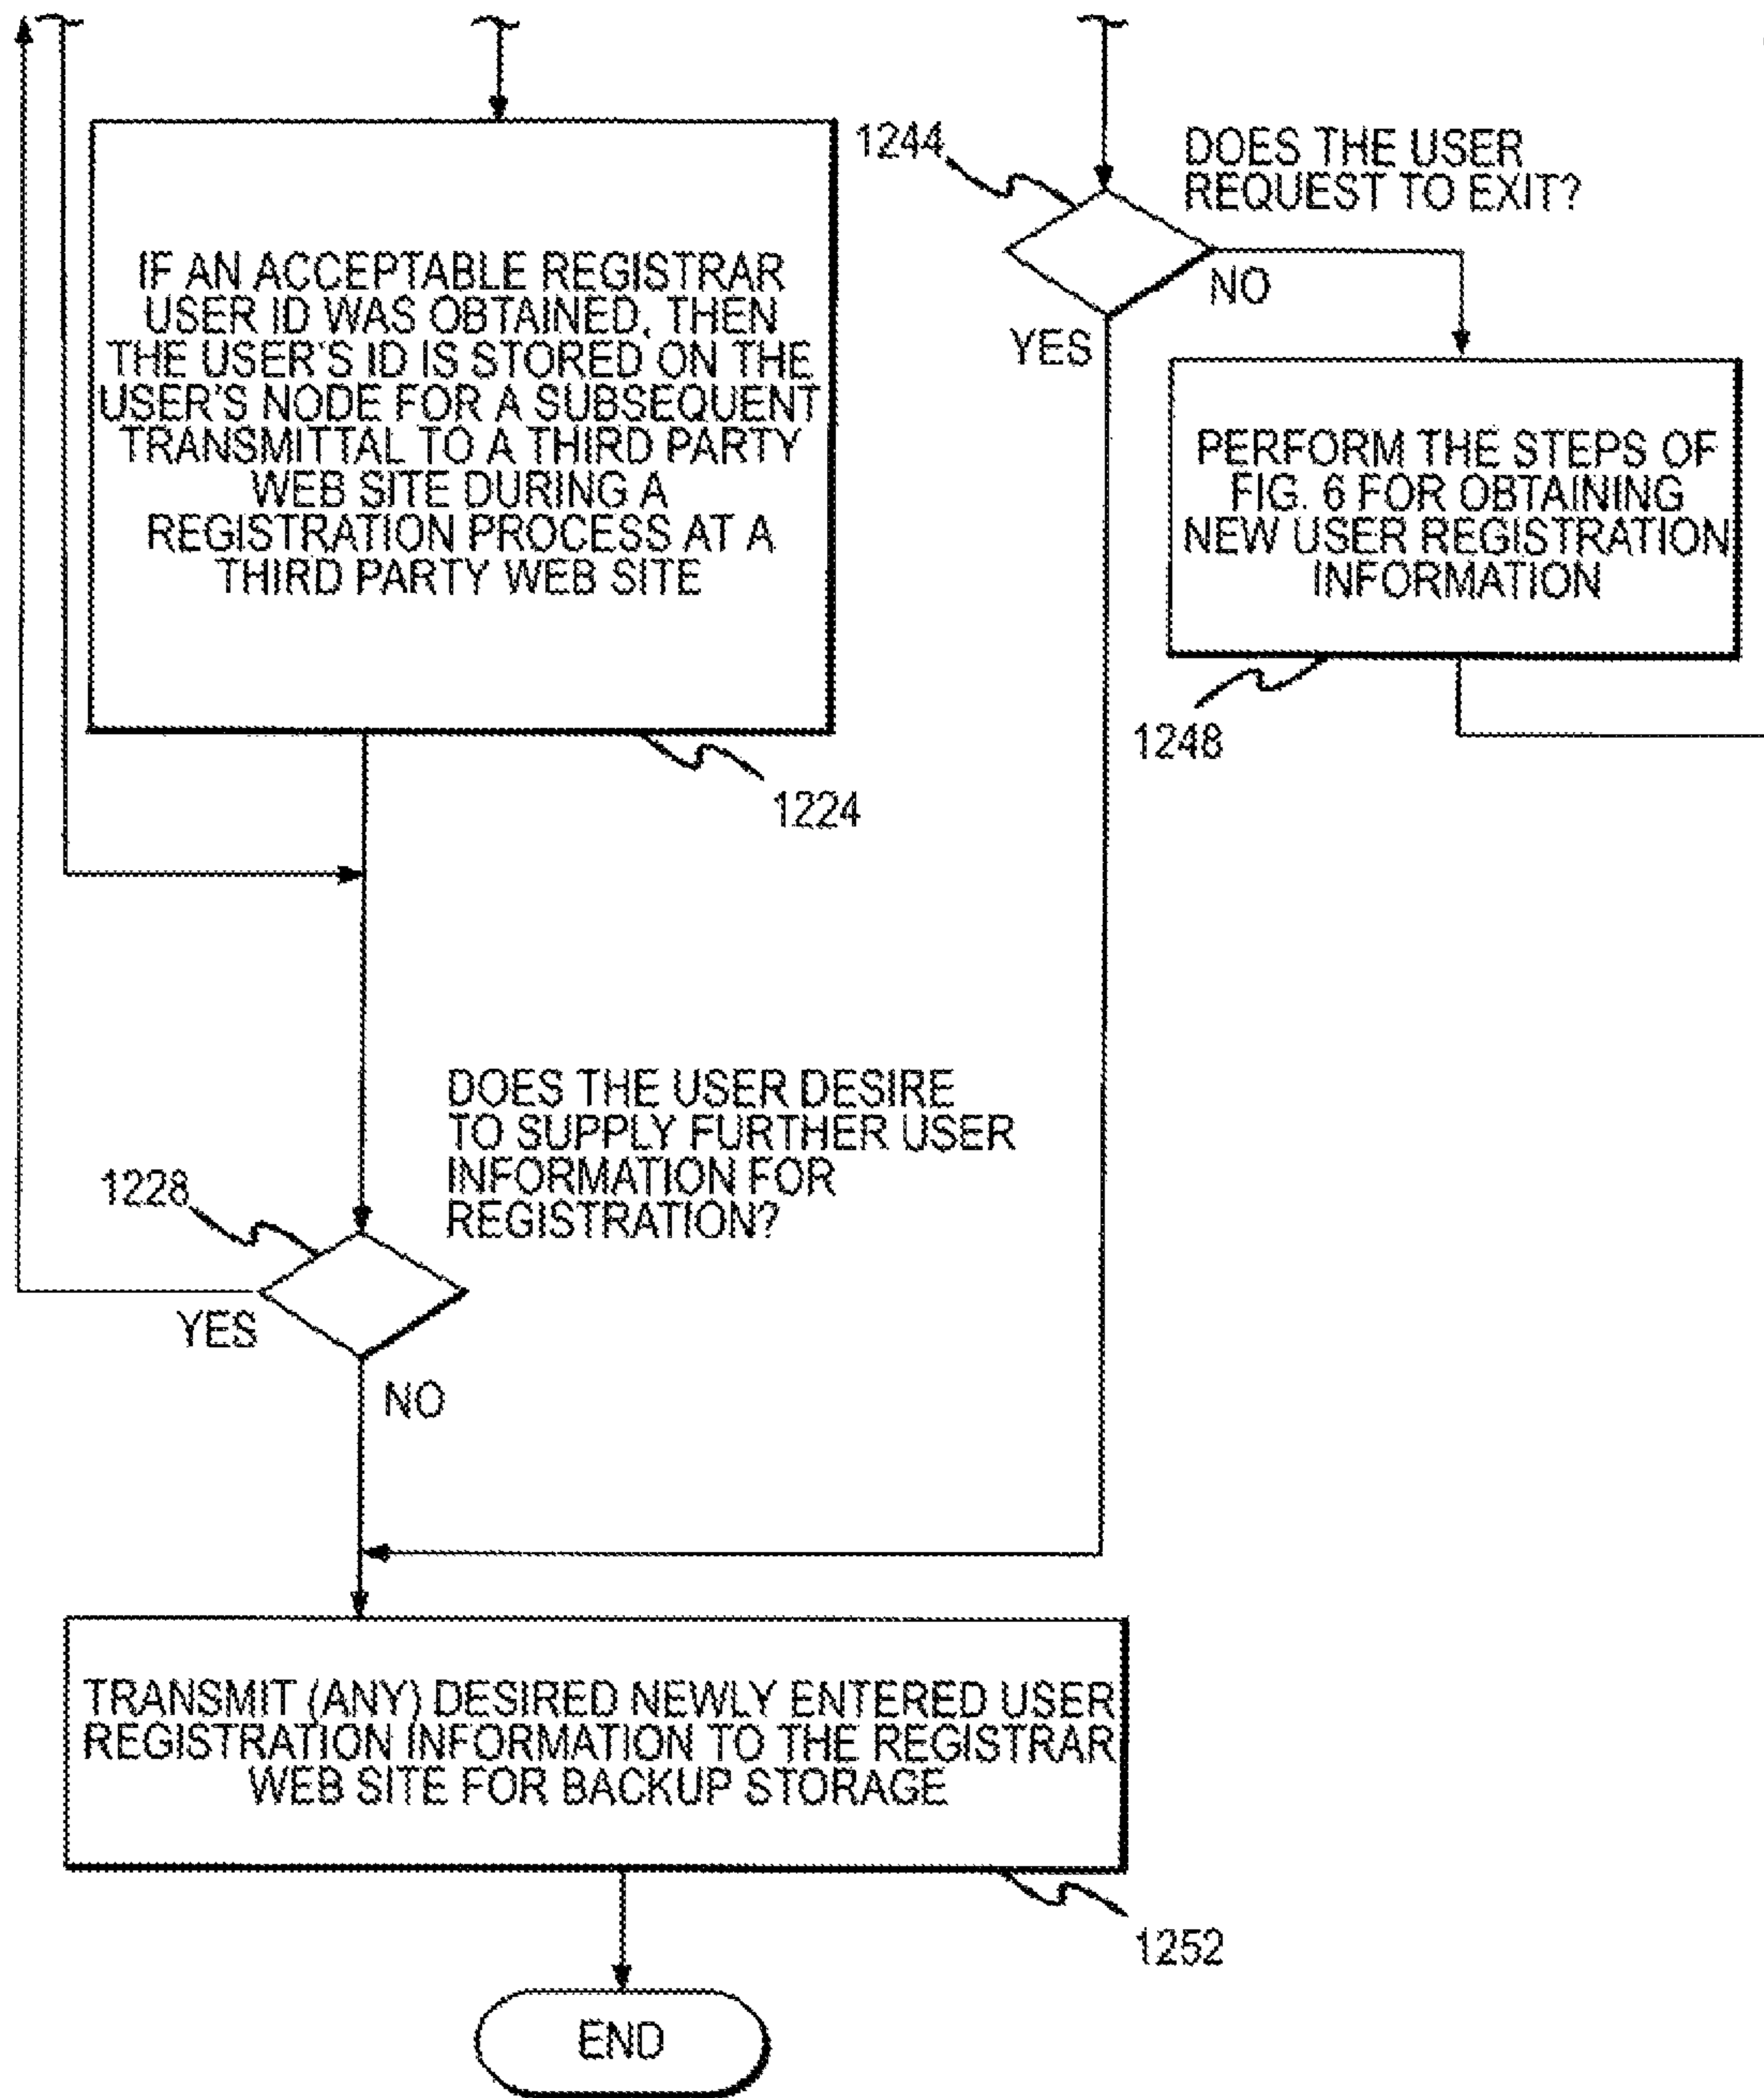 IF AN ACCEPTABLE REGISTRAR
USER ID WAS OBTAINED, THEN
THE USER'S ID IS STORED ON THE
USER'S NODE FOR A SUBSEQUENT
TRANSMITTAL TO A THIRD PARTY
WEB SITE DURING A
REGISTRATION PROCESS AT A
THIRD PARTY WEB SITE
1224
1244
DOES THE USER
REQUEST TO EXIT?
NO
YES
PERFORM THE STEPS OF
FIG. 6 FOR OBTAINING
NEW USER REGISTRATION
INFORMATION
1248
DOES THE USER DESIRE
TO SUPPLY FURTHER USER
INFORMATION FOR
REGISTRATION?
1228
YES
NO
TRANSMIT (ANY) DESIRED NEWLY ENTERED USER
REGISTRATION INFORMATION TO THE REGISTRAR
WEB SITE FOR BACKUP STORAGE
1252
END